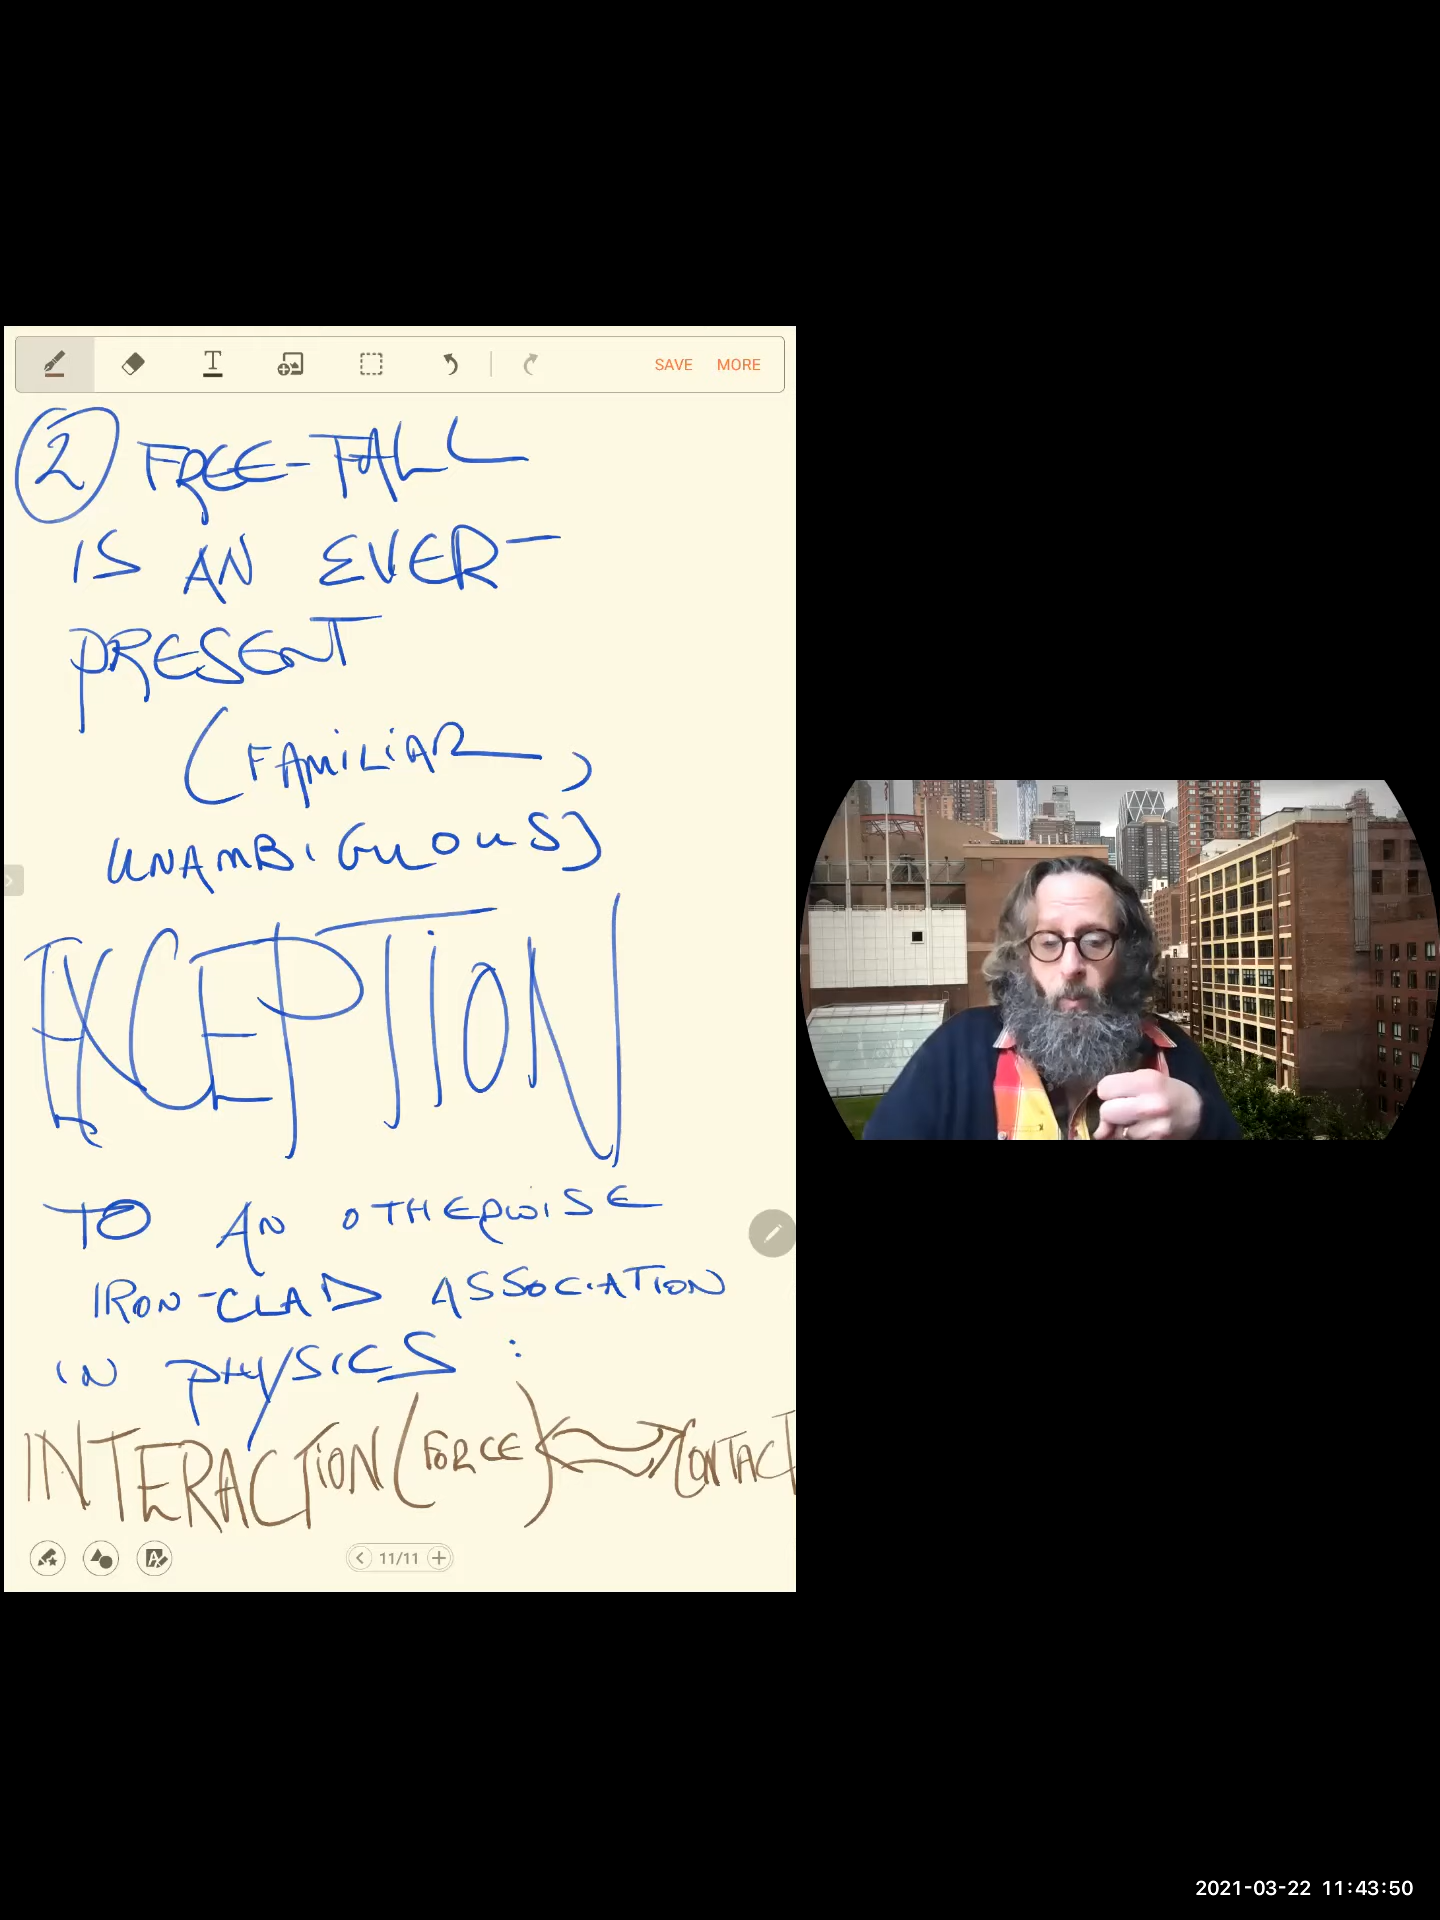 SAVE MORE
2 FREE-FALL
IS AN EVER-
PRESENT
(FAMILIAR,
UNAMBIGUOUS)
EXCEPTION
TO AN OTHERWISE
IRON-CLAD ASSOCIATION
IN PHYSICS :
INTERACTION (FORCE) CONTACT
11/11
2021-03-22 11:43:50